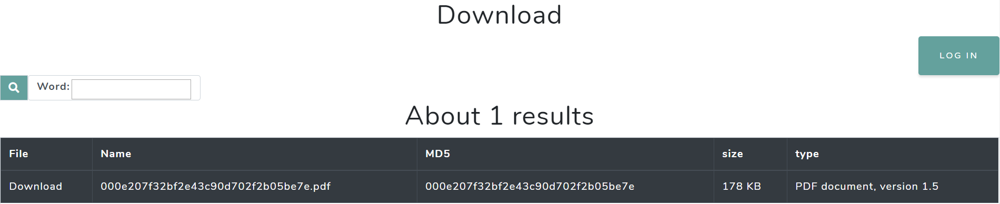 Download
LOG IN
Word:
About 1 results
File Name MD5 size type
Download 000e207f32bf2e43c90d702f2b05be7e.pdf 000e207f32bf2e43c90d702f2b05be7e 178 KB PDF document, version 1.5